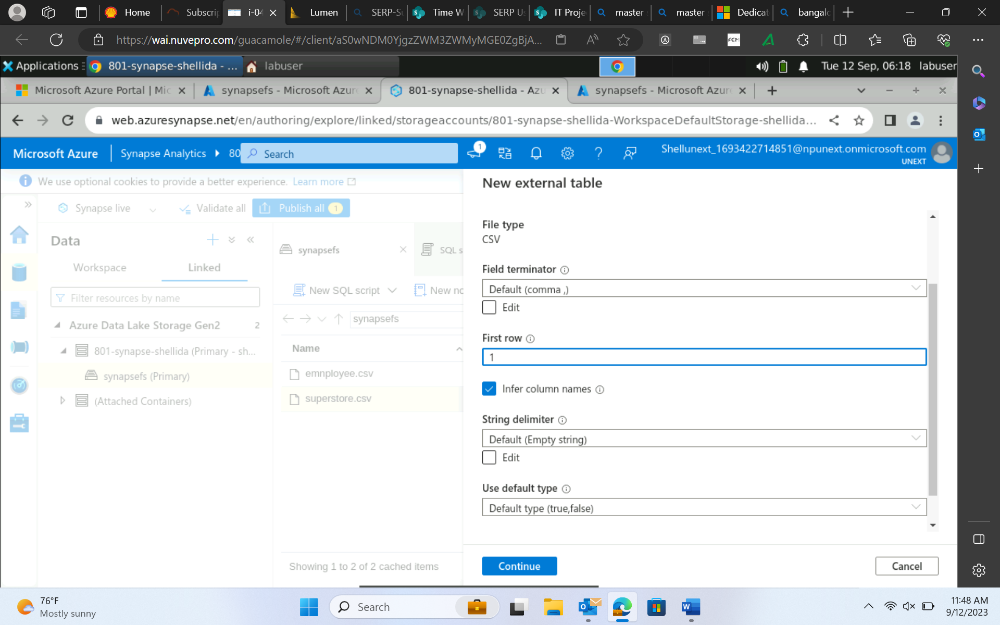 Home
Subscrip
i-04
Lumen
SERP-Su
Time W
SERP Us
IT Proje
master
master
Dedicat
bangalo
https://wai.nuvepro.com/guacamole/#/client/aS0wNDM0YjgzZWM3ZWMyMGE0ZgBjA...
Applications
801-synapse-shellida - ...
labuser
Tue 12 Sep, 06:18 labuser
Microsoft Azure Portal | Mic
synapsefs - Microsoft Azure
801-synapse-shellida - Azu
synapsefs - Microsoft Azure
web.azuresynapse.net/en/authoring/explore/linked/storageaccounts/801-synapse-shellida-WorkspaceDefaultStorage-shellida...
Microsoft Azure
Synapse Analytics
80
Search
1
Shellunext_1693422714851@npunext.onmicrosoft.com
UNEXT
We use optional cookies to provide a better experience. Learn more
New external table
Synapse live
Validate all
Publish all 1
Data
Workspace
Linked
Filter resources by name
Azure Data Lake Storage Gen2 2
801-synapse-shellida (Primary - sh...
synapsefs (Primary)
(Attached Containers)
synapsefs
SQL s
New SQL script
New no
synapsefs
Name
emnployee.csv
superstore.csv
Showing 1 to 2 of 2 cached items
File type
CSV
Field terminator
Default (comma ,)
Edit
First row
1
Infer column names
String delimiter
Default (Empty string)
Edit
Use default type
Default type (true,false)
Continue
Cancel
76°F
Mostly sunny
Search
11:48 AM
9/12/2023